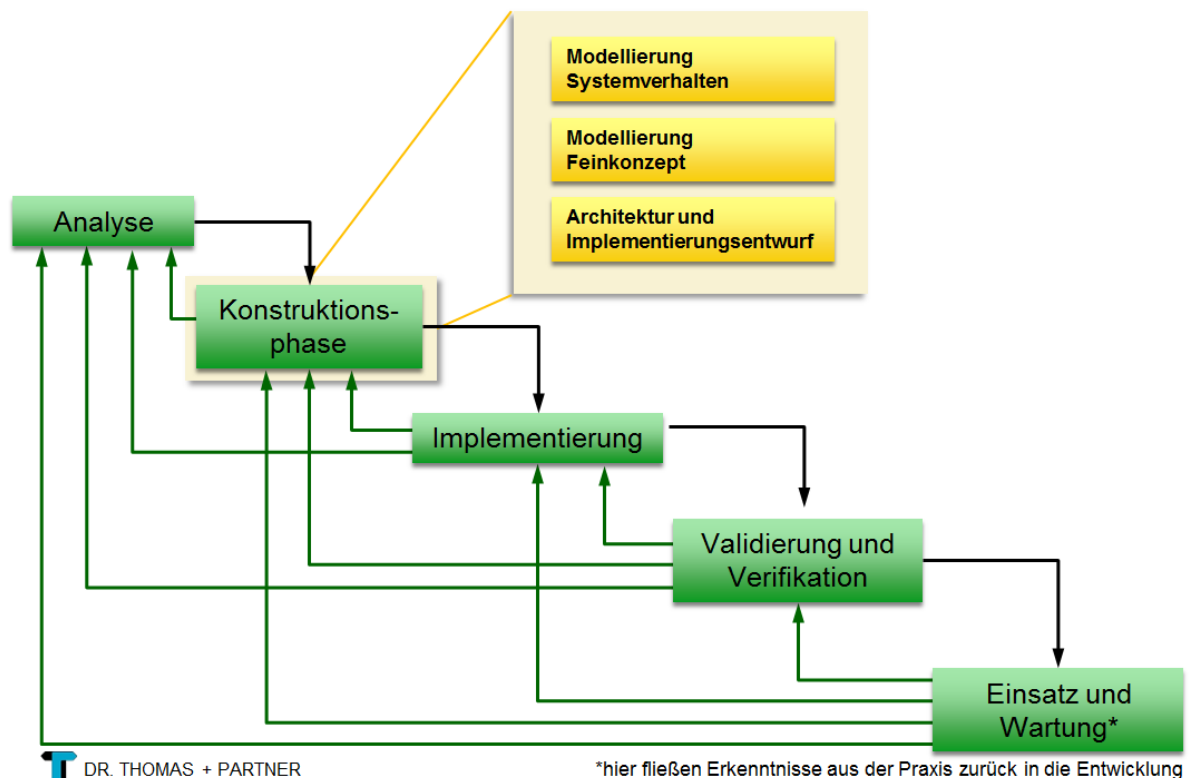 Modellierung
Systemverhalten
Modellierung
Feinkonzept
Architektur und
Implementierungsentwurf
Analyse
Konstruktions-
phase
Implementierung
Validierung und
Verifikation
Einsatz und
Wartung*
DR. THOMAS + PARTNER
*hier fließen Erkenntnisse aus der Praxis zurück in die Entwicklung